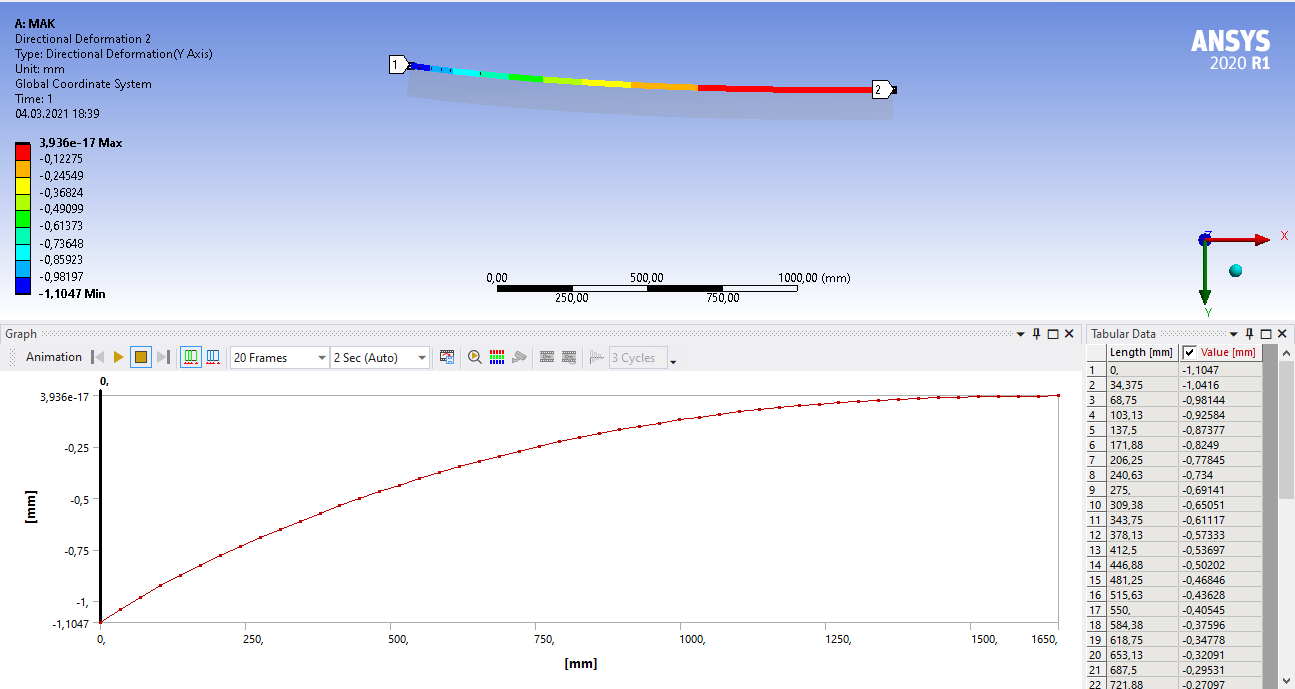 A: MAK
Directional Deformation 2
Type: Directional Deformation(Y Axis)
Unit: mm
Global Coordinate System
Time: 1
04.03.2021 18:39
3,936e-17 Max
-0,12275
-0,24549
-0,36824
-0,49099
-0,61373
-0,73648
-0,85923
-0,98197
-1,1047 Min
1
2
ANSYS
2020 R1
0,00 500,00 1000,00 (mm)
250,00 750,00
Z
X
Y
Graph
Animation 20 Frames 2 Sec (Auto) 3 Cycles
0,
3,936e-17
-0,25
-0,5
-0,75
-1,
-1,1047
[mm]
0, 250, 500, 750, 1000, 1250, 1500, 1650,
[mm]
Tabular Data
Length [mm] Value [mm]
1 0, -1,1047
2 34,375 -1,0416
3 68,75 -0,98144
4 103,13 -0,92584
5 137,5 -0,87377
6 171,88 -0,8249
7 206,25 -0,77845
8 240,63 -0,734
9 275, -0,69141
10 309,38 -0,65051
11 343,75 -0,61117
12 378,13 -0,57333
13 412,5 -0,53697
14 446,88 -0,50202
15 481,25 -0,46846
16 515,63 -0,43628
17 550, -0,40545
18 584,38 -0,37596
19 618,75 -0,34778
20 653,13 -0,32091
21 687,5 -0,29531
22 721,88 -0,27097